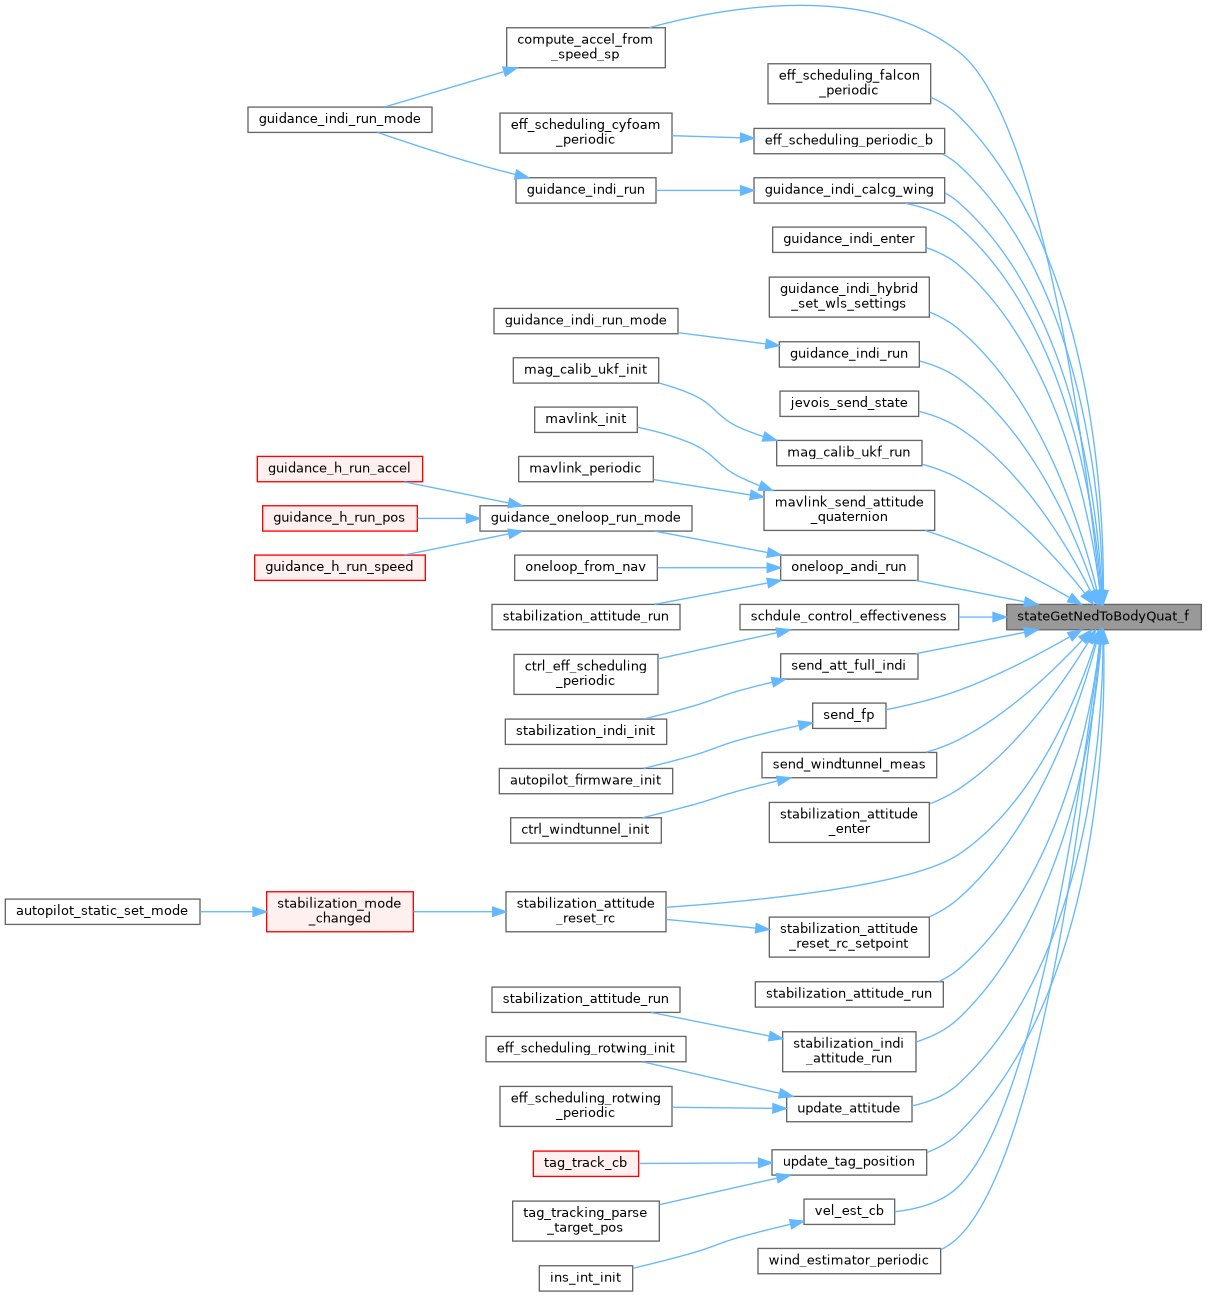 compute_accel_from
_speed_sp
eff_scheduling_falcon
_periodic
guidance_indi_run_mode
eff_scheduling_cyfoam
_periodic
eff_scheduling_periodic_b
guidance_indi_run
guidance_indi_calcg_wing
guidance_indi_enter
guidance_indi_hybrid
_set_wls_settings
guidance_indi_run_mode
guidance_indi_run
mag_calib_ukf_init
jevois_send_state
mavlink_init
mag_calib_ukf_run
guidance_h_run_accel
mavlink_periodic
mavlink_send_attitude
_quaternion
guidance_h_run_pos
guidance_oneloop_run_mode
guidance_h_run_speed
oneloop_from_nav
oneloop_andi_run
stabilization_attitude_run
schdule_control_effectiveness
stateGetNedToBodyQuat_f
ctrl_eff_scheduling
_periodic
send_att_full_indi
stabilization_indi_init
send_fp
autopilot_firmware_init
send_windtunnel_meas
ctrl_windtunnel_init
stabilization_attitude
_enter
autopilot_static_set_mode
stabilization_mode
_changed
stabilization_attitude
_reset_rc
stabilization_attitude
_reset_rc_setpoint
stabilization_attitude_run
stabilization_attitude_run
stabilization_indi
_attitude_run
eff_scheduling_rotwing_init
eff_scheduling_rotwing
_periodic
update_attitude
tag_track_cb
update_tag_position
tag_tracking_parse
_target_pos
vel_est_cb
wind_estimator_periodic
ins_int_init